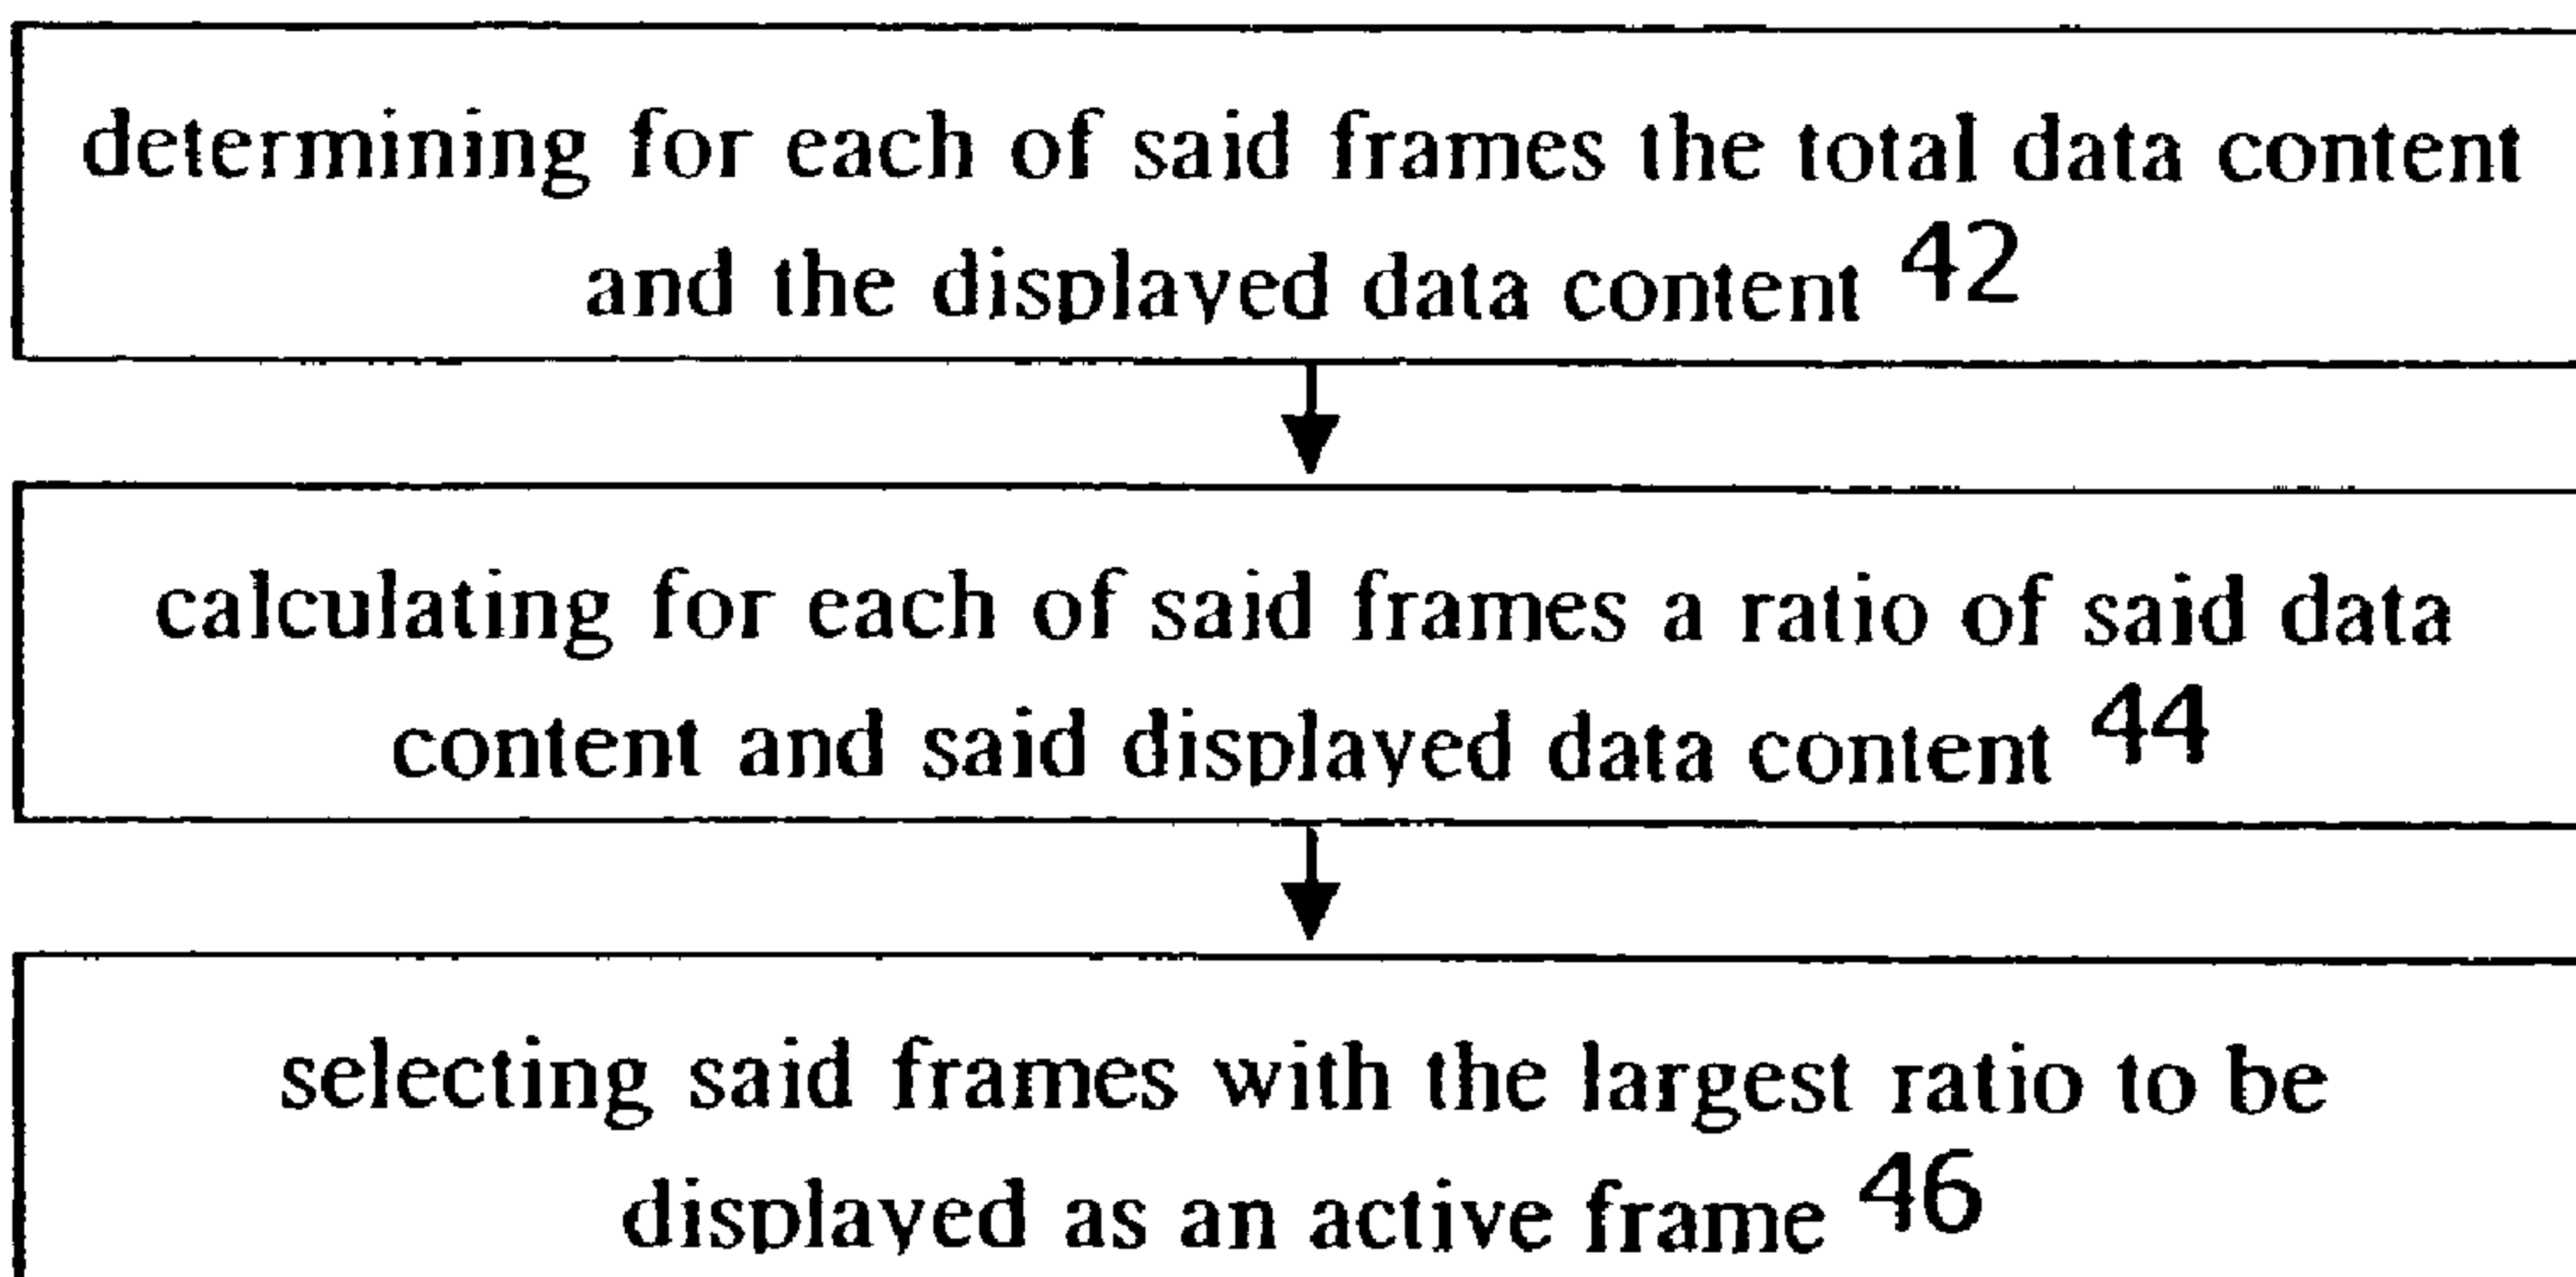 determining for each of said frames the total data content
and the displayed data content 42
calculating for each of said frames a ratio of said data
content and said displayed data content 44
selecting said frames with the largest ratio to be
displayed as an active frame 46